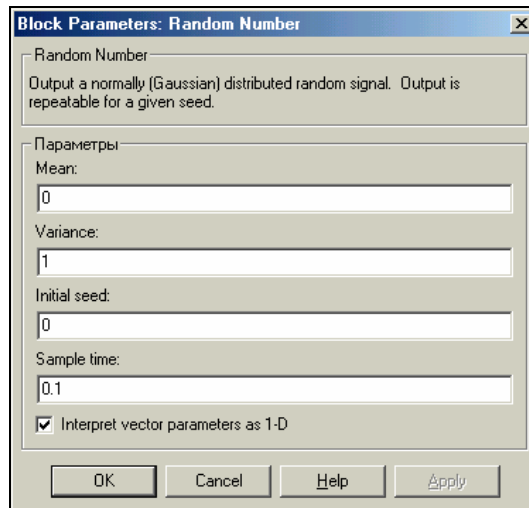 Block Parameters: Random Number
Random Number
Output a normally (Gaussian) distributed random signal. Output is
repeatable for a given seed.
Параметры
Mean:
0
Variance:
1
Initial seed:
0
Sample time:
0.1
Interpret vector parameters as 1-D
OK Cancel Help Apply